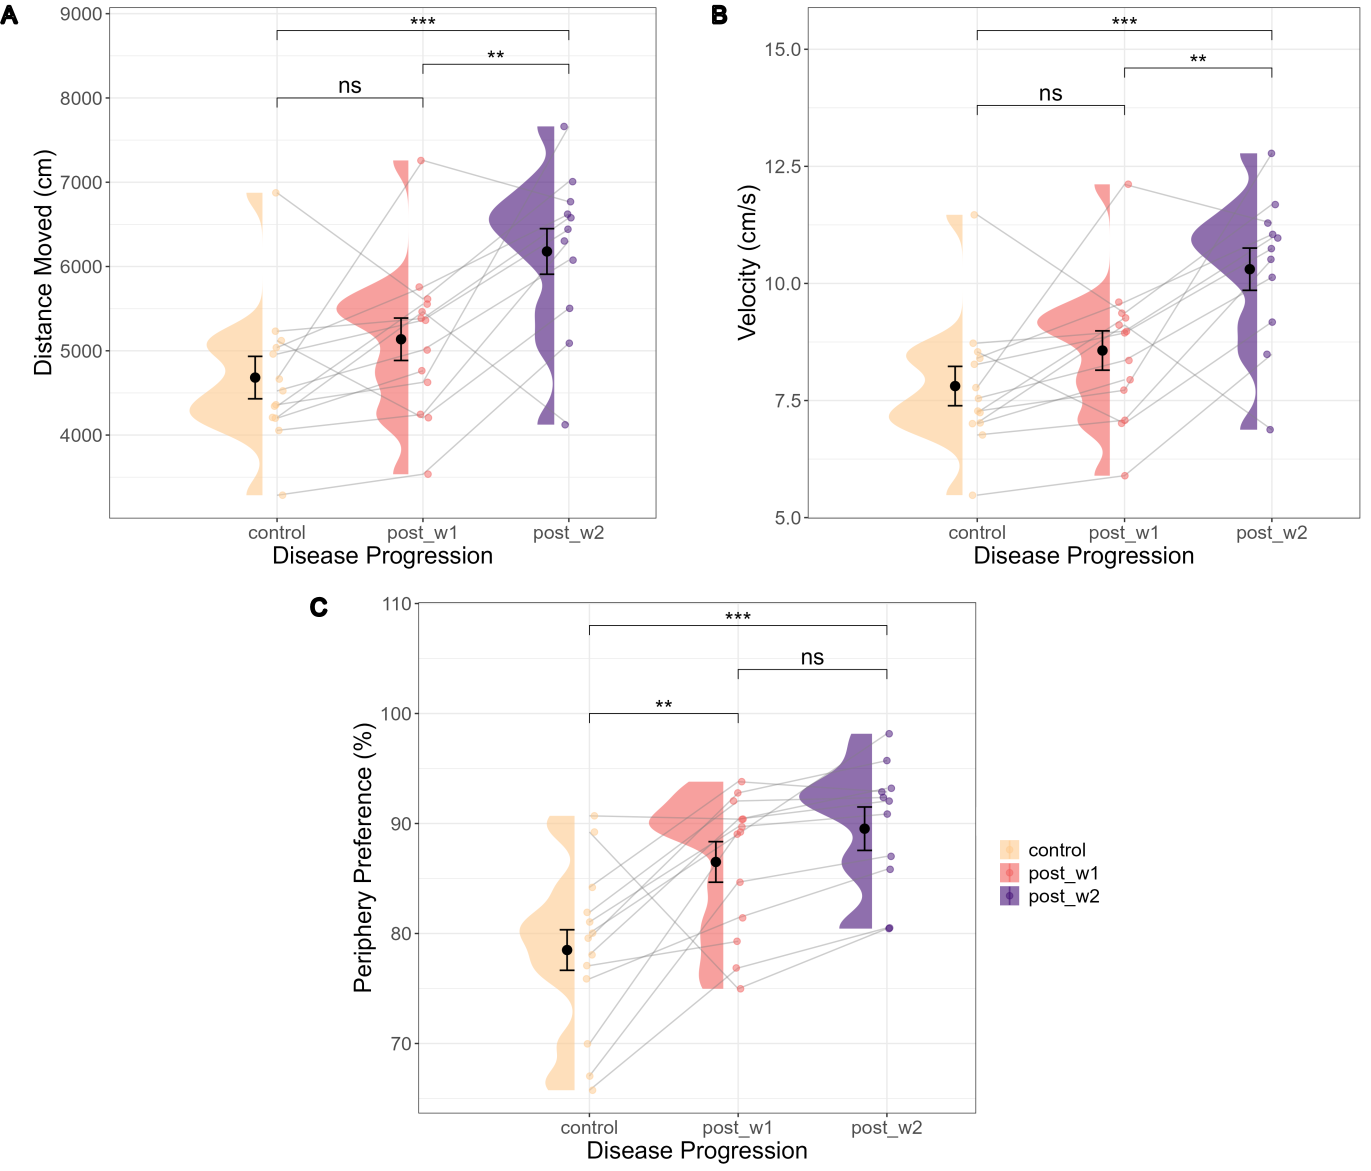 A
Distance Moved (cm)
9000
8000
7000
6000
5000
4000
***
**
ns
control post_w1 post_w2
Disease Progression
B
Velocity (cm/s)
15.0
12.5
10.0
7.5
5.0
***
**
ns
control post_w1 post_w2
Disease Progression
C
Periphery Preference (%)
110
100
90
80
70
***
ns
**
control post_w1 post_w2
Disease Progression
control
post_w1
post_w2